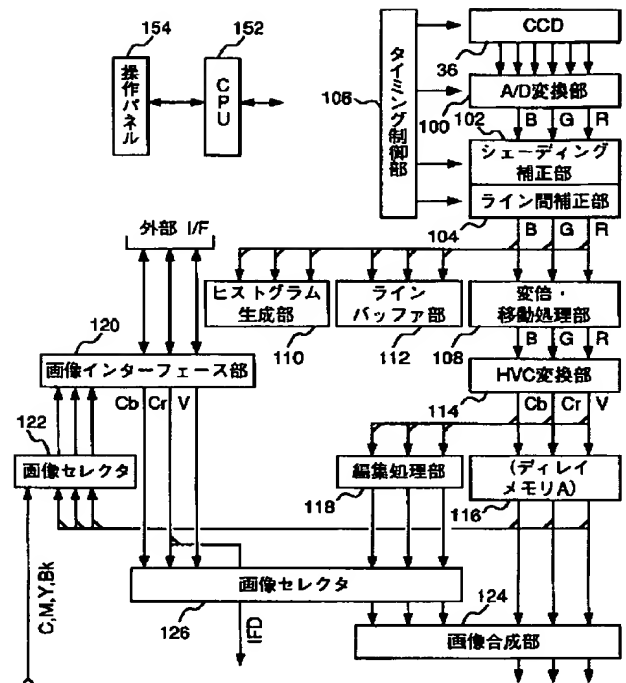 154
152
CCD
36
操作パネル
CPU
タイミング制御部
106
A/D変換部
100
B G R
102
シェーディング
補正部
ライン間補正部
104
B G R
外部 I/F
ヒストグラム
生成部
110
ライン
バッファ部
112
変倍・
移動処理部
108
B G R
120
画像インターフェース部
HVC変換部
114
Cb Cr V
Cb Cr V
122
画像セレクタ
編集処理部
118
(ディレイ
メモリA)
116
C,M,Y,Bk
画像セレクタ
126
IFD
124
画像合成部